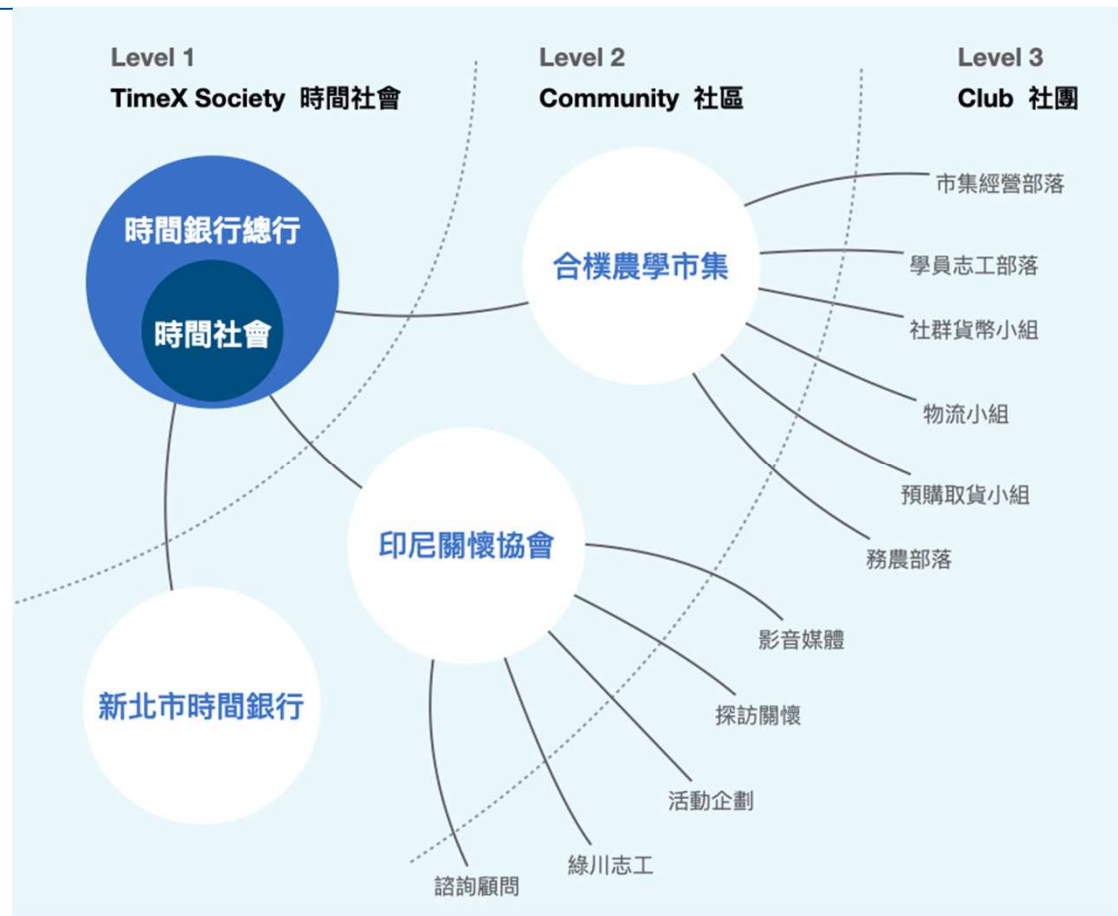 Level 1
TimeX Society 時間社會
Level 2
Community 社區
Level 3
Club 社團
時間銀行總行
時間社會
合樸農學市集
市集經營部落
學員志工部落
社群貨幣小組
物流小組
預購取貨小組
務農部落
印尼關懷協會
影音媒體
探訪關懷
活動企劃
綠川志工
諮詢顧問
新北市時間銀行